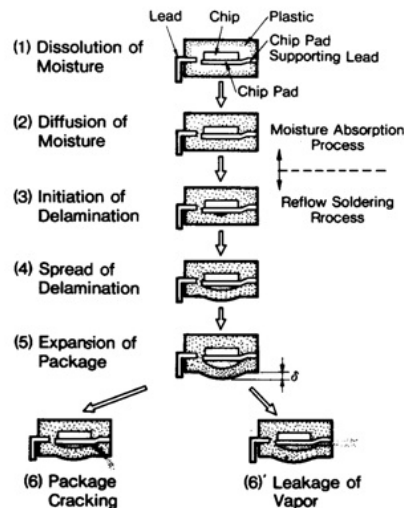 Lead
Chip
Plastic
Chip Pad
Supporting Lead
Chip Pad
(1) Dissolution of
Moisture
(2) Diffusion of
Moisture
Moisture Absorption
Process
Reflow Soldering
Rrocess
(3) Initiation of
Delamination
(4) Spread of
Delamination
(5) Expansion of
Package
δ
(6) Package
Cracking
(6)' Leakage of
Vapor